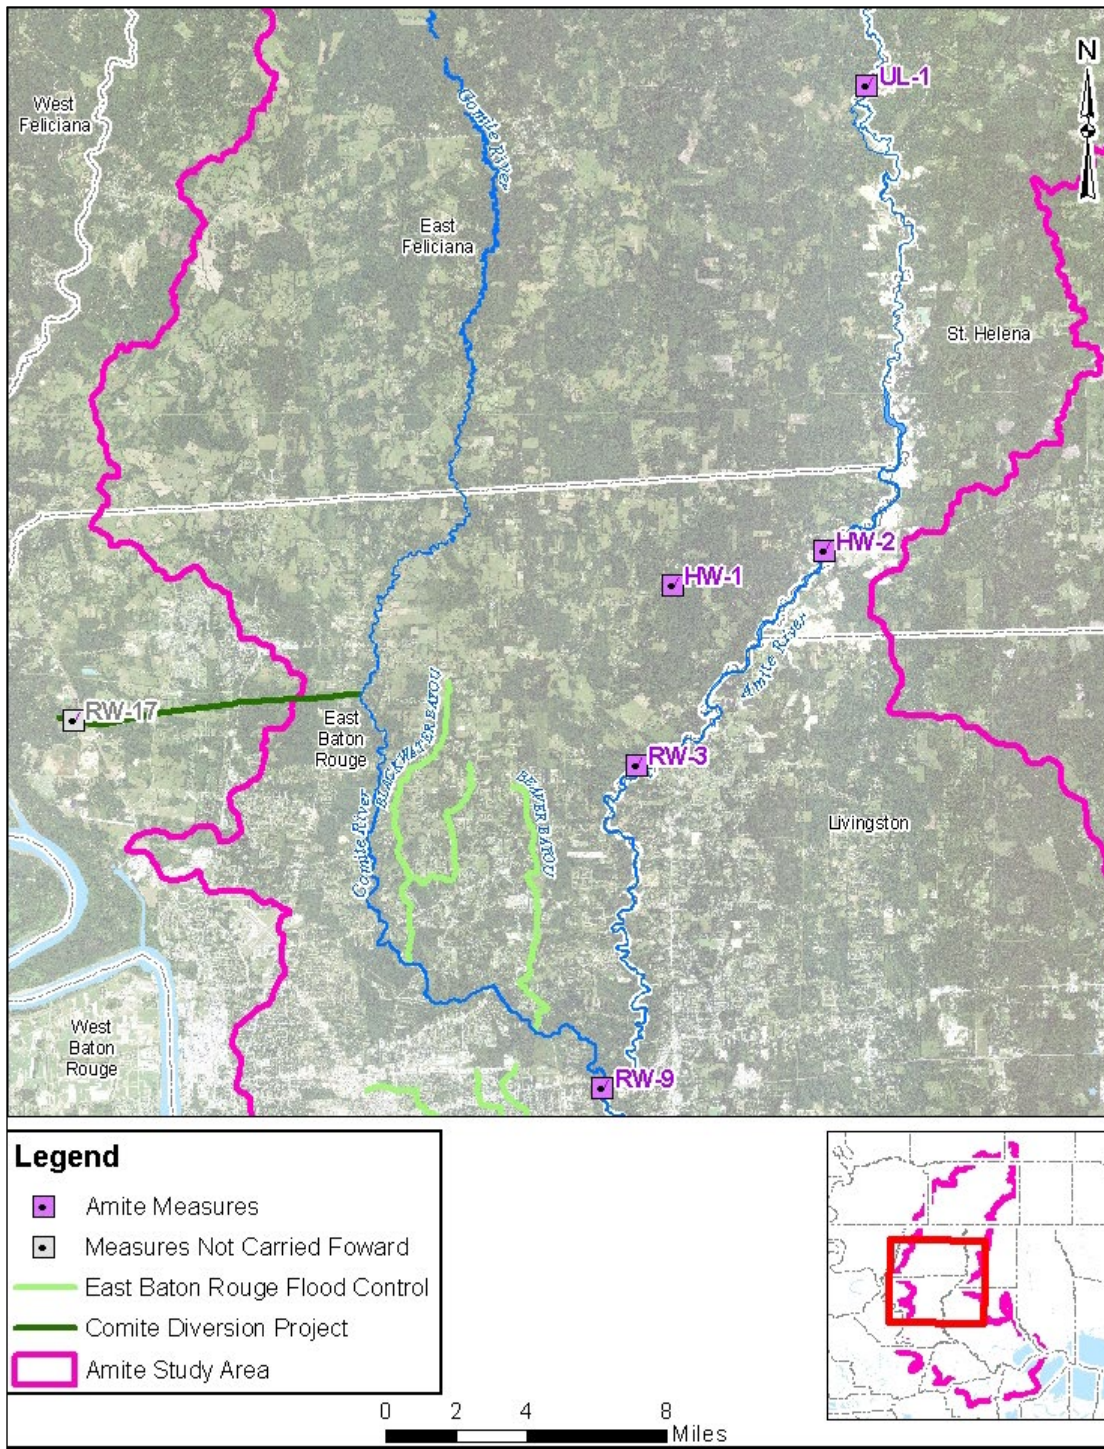 UL-1
N
West
Feliciana
Comite River
East
Feliciana
St. Helena
HW-2
HW-1
Amite River
BLACKWATER BAYOU
RW-17
East
Baton
Rouge
RW-3
BEAVER BAYOU
Comite River
Livingston
West
Baton
Rouge
RW-9
Legend
Amite Measures
Measures Not Carried Foward
East Baton Rouge Flood Control
Comite Diversion Project
Amite Study Area
0 2 4 8
Miles